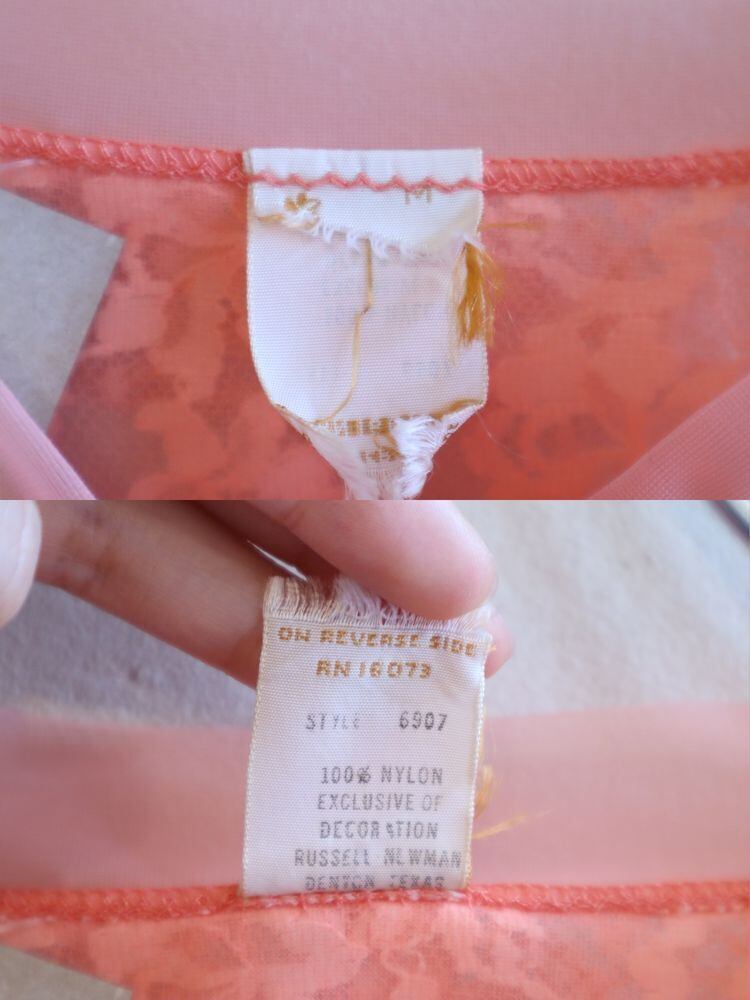 M
ON REVERSE SIDE
RN 16073
STYLE 6907
100% NYLON
EXCLUSIVE OF
DECORATION
RUSSELL NEWMAN
DENTON TEXAS